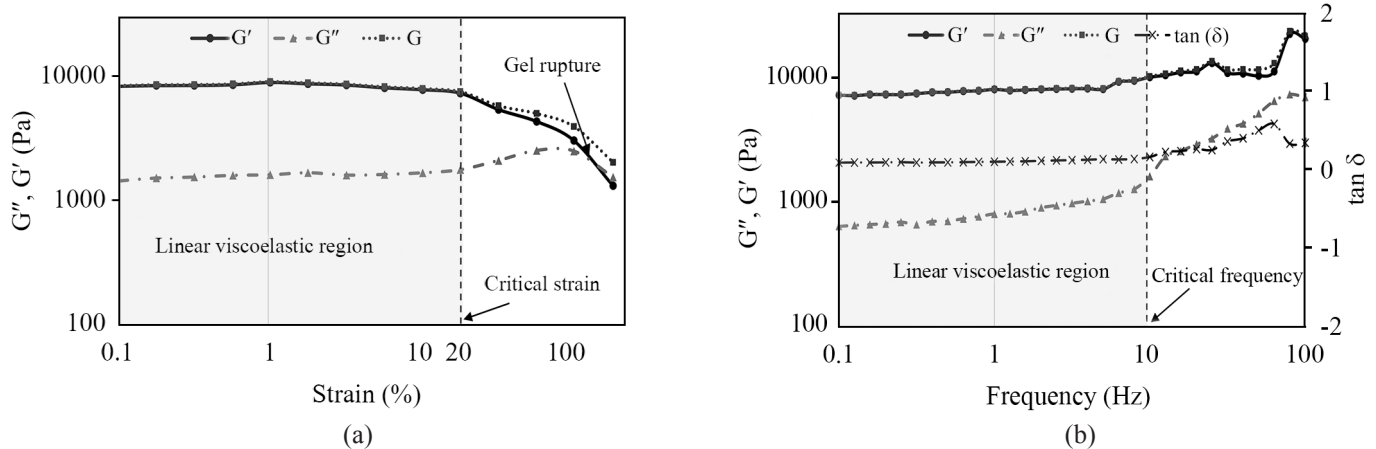 G′ G″ G
Gel rupture
10000
1000
100
G″, G′ (Pa)
Linear viscoelastic region
Critical strain
0.1 1 10 20 100
Strain (%)
(a)
G′ G″ G tan (δ)
10000
1000
100
G″, G′ (Pa)
2
1
0
-1
-2
tan δ
Linear viscoelastic region
Critical frequency
0.1 1 10 100
Frequency (Hz)
(b)